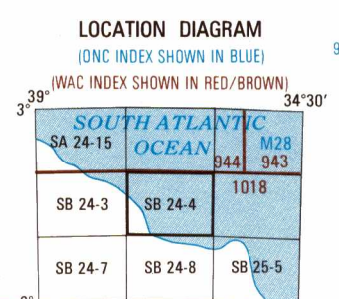 LOCATION DIAGRAM
(ONC INDEX SHOWN IN BLUE)
(WAC INDEX SHOWN IN RED/BROWN)
39°
34°30'
3°
SOUTH ATLANTIC
SA 24-15
OCEAN
M28
944
943
1018
SB 24-3
SB 24-4
SB 24-7
SB 24-8
SB 25-5